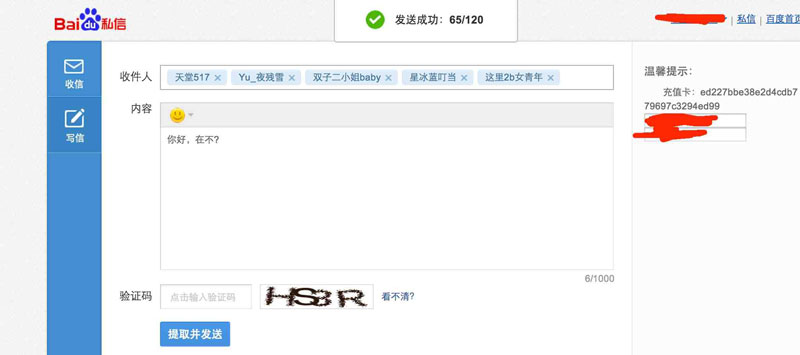 Bai du 私信
发送成功：65/120
私信 | 百度首页
收信
写信
收件人 天堂517 × Yu_夜残雪 × 双子二小姐baby × 星冰蓝叮当 × 这里2b女青年 ×
内容
你好，在不?
6/1000
验证码 点击输入验证码 HS3R 看不清?
提取并发送
温馨提示：
充值卡：ed227bbe38e2d4cdb7
79697c3294ed99